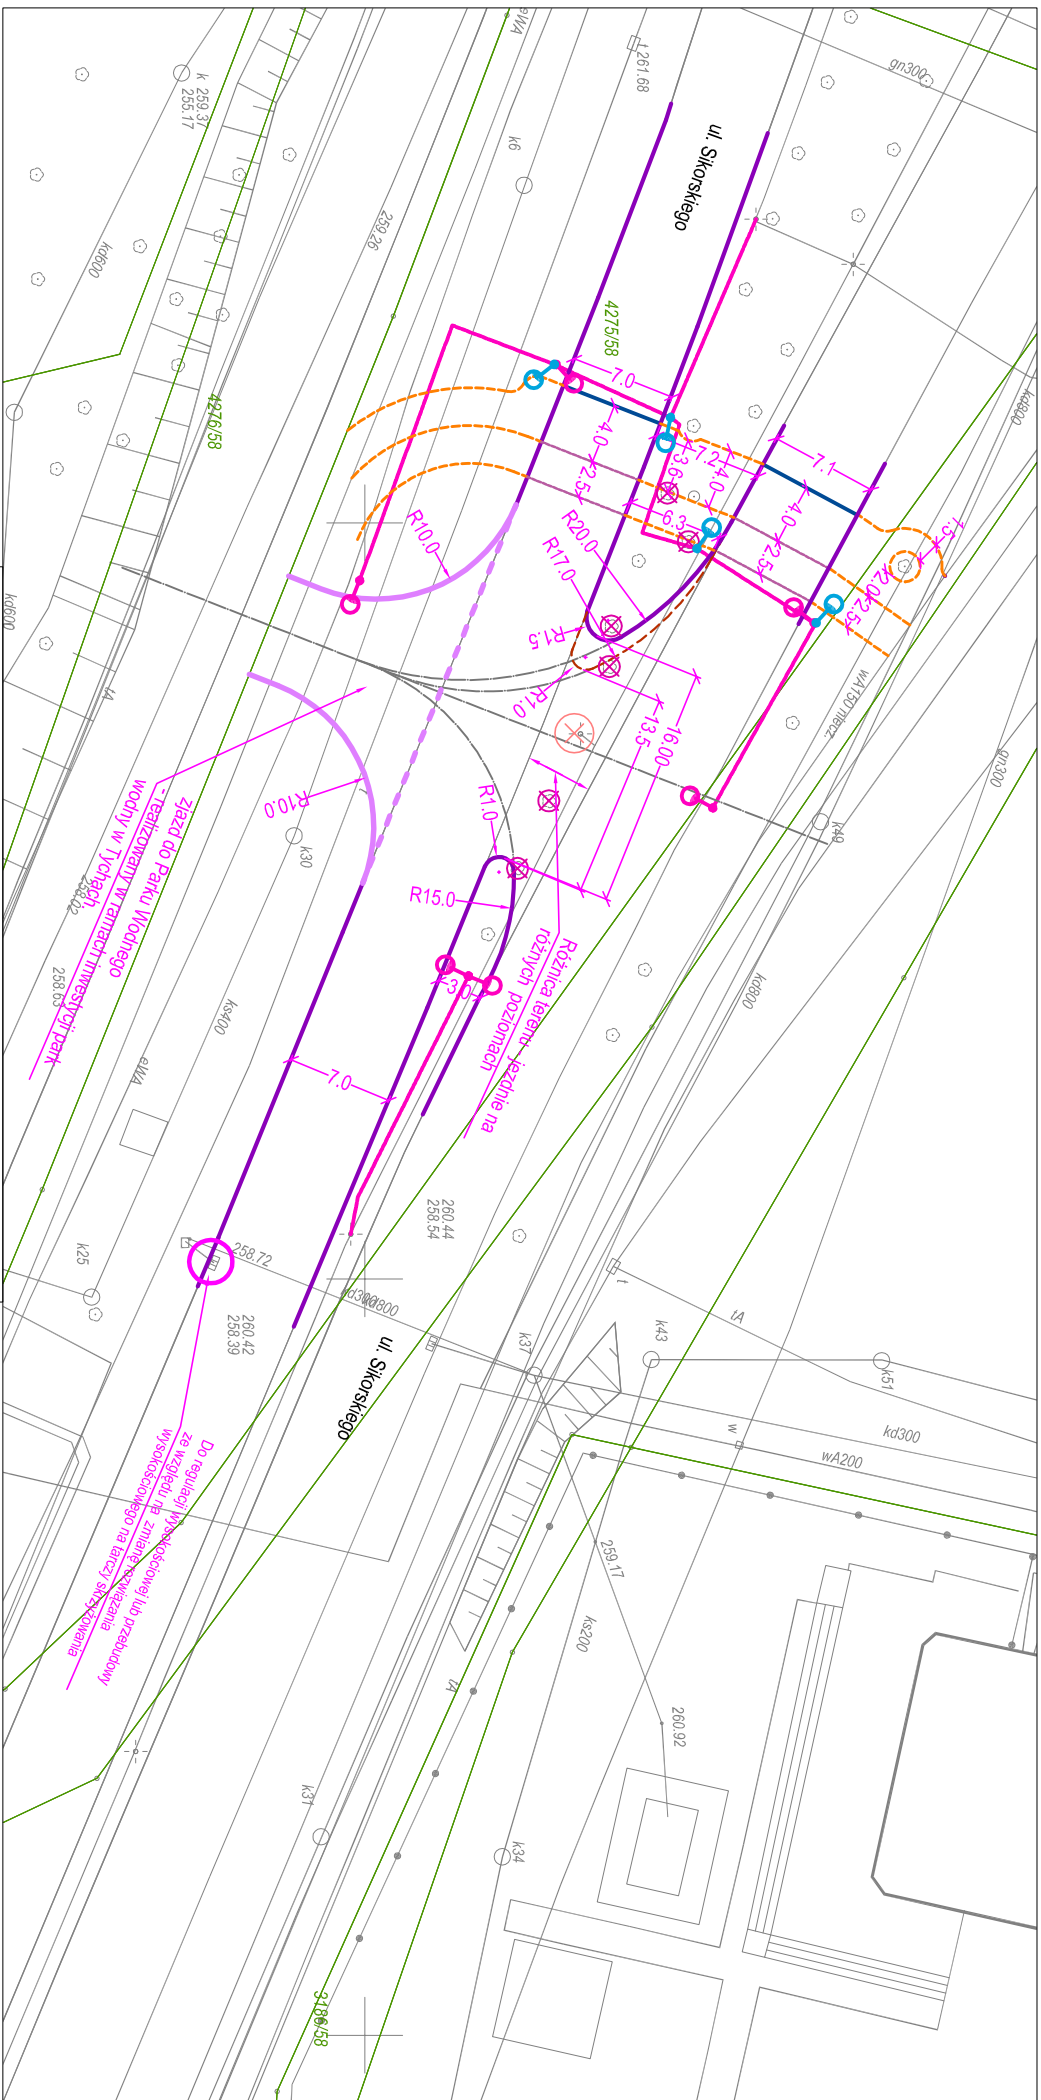 eWA
k 259.37
255.17
k6
t 261.68
gn300
ul. Sikorskiego
259.26
kd600
kd800
4275/58
4276/58
7.0
7.2
7.1
4.0
2.5
3.6
4.0
6.3
4.0
2.5
1.5
2.0
2.5
R10.0
R20.0
R17.0
R1.5
R1.0
kd600
tA
wA150 niecz.
gn300
13.5
16.00
R10.0
R1.0
R15.0
k30
k49
zjazd do Parku Wodnego
- realizowany w ramach inwestycji park
wodny w Tychach
258.02
258.63
3.0
Różnica terenu - jezdnie na
różnych poziomach
kd800
ks400
eWA
7.0
260.44
258.54
258.72
k25
kd300
kd800
260.42
258.39
ul. Sikorskiego
k37
t
tA
k43
k51
kd300
w
wA200
Do regulacji wysokościowej lub przebudowy
ze względu na zmianę rozwiązania
wysokościowego na tarczy skrzyżowania
259.17
ks200
tA
260.92
k31
k34
3186/58